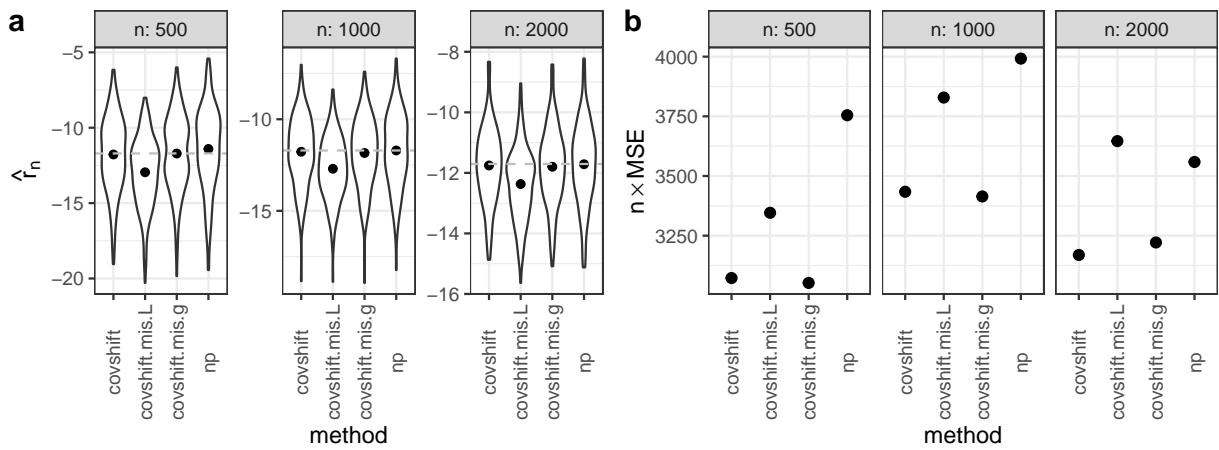 a
n: 500
n: 1000
n: 2000
r̂n
−5
−10
−15
−20
−10
−15
−8
−10
−12
−14
−16
covshift
covshift.mis.L
covshift.mis.g
np
covshift
covshift.mis.L
covshift.mis.g
np
covshift
covshift.mis.L
covshift.mis.g
np
method
b
n: 500
n: 1000
n: 2000
n×MSE
4000
3750
3500
3250
covshift
covshift.mis.L
covshift.mis.g
np
covshift
covshift.mis.L
covshift.mis.g
np
covshift
covshift.mis.L
covshift.mis.g
np
method